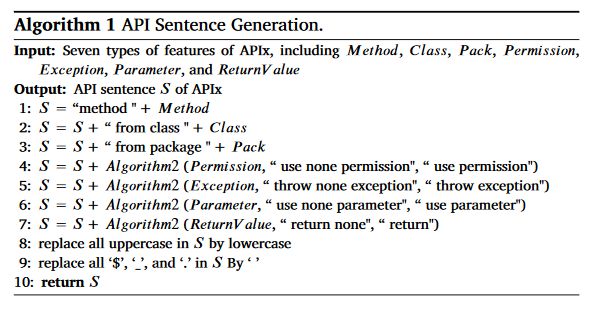 Algorithm 1 API Sentence Generation.
Input: Seven types of features of APIx, including Method, Class, Pack, Permission,
Exception, Parameter, and ReturnValue
Output: API sentence S of APIx
1: S = “method " + Method
2: S = S + “ from class " + Class
3: S = S + “ from package " + Pack
4: S = S + Algorithm2 (Permission, “ use none permission", “ use permission")
5: S = S + Algorithm2 (Exception, “ throw none exception", “ throw exception")
6: S = S + Algorithm2 (Parameter, “ use none parameter", “ use parameter")
7: S = S + Algorithm2 (ReturnValue, “ return none", “ return")
8: replace all uppercase in S by lowercase
9: replace all ‘$’, ‘_’, and ‘.’ in S By ‘ ’
10: return S